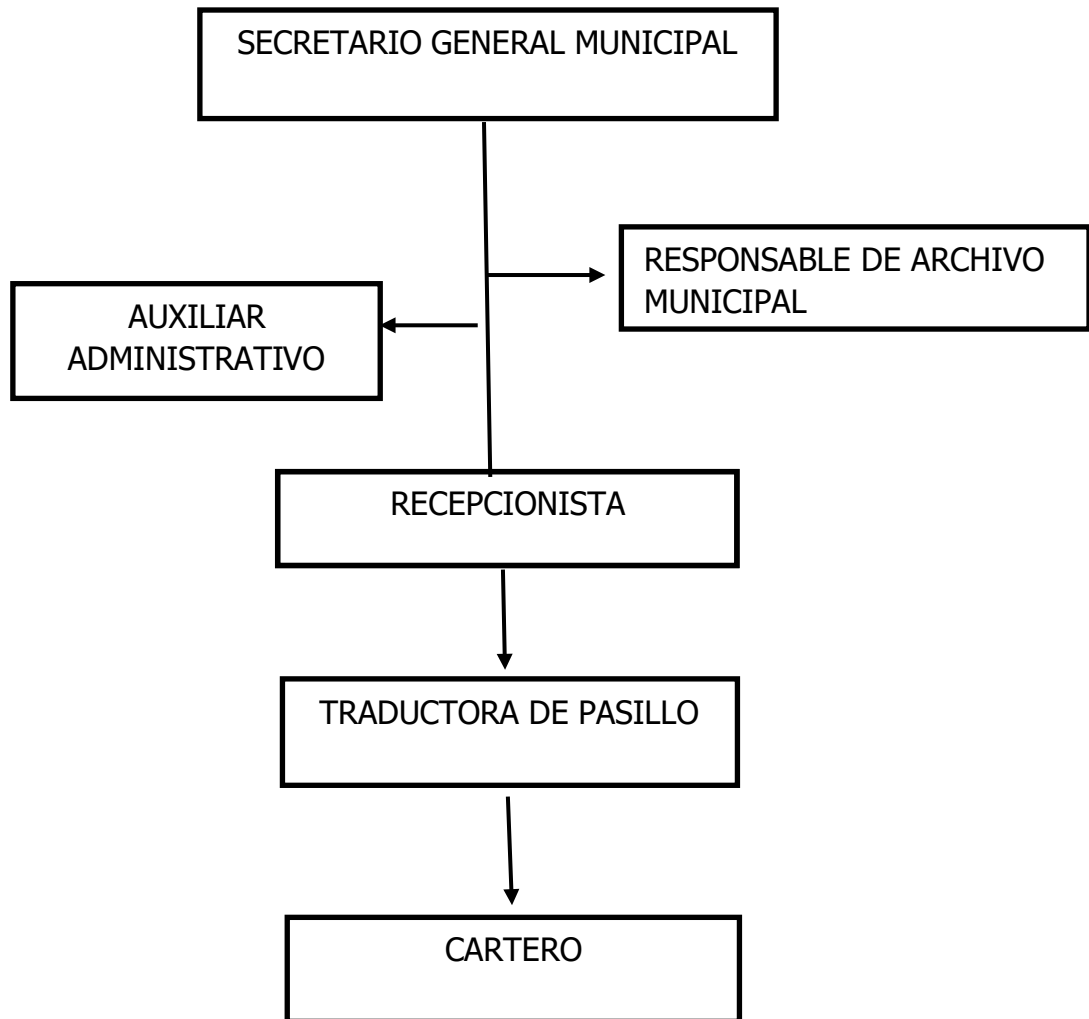 SECRETARIO GENERAL MUNICIPAL
RESPONSABLE DE ARCHIVO
MUNICIPAL
AUXILIAR
ADMINISTRATIVO
RECEPCIONISTA
TRADUCTORA DE PASILLO
CARTERO